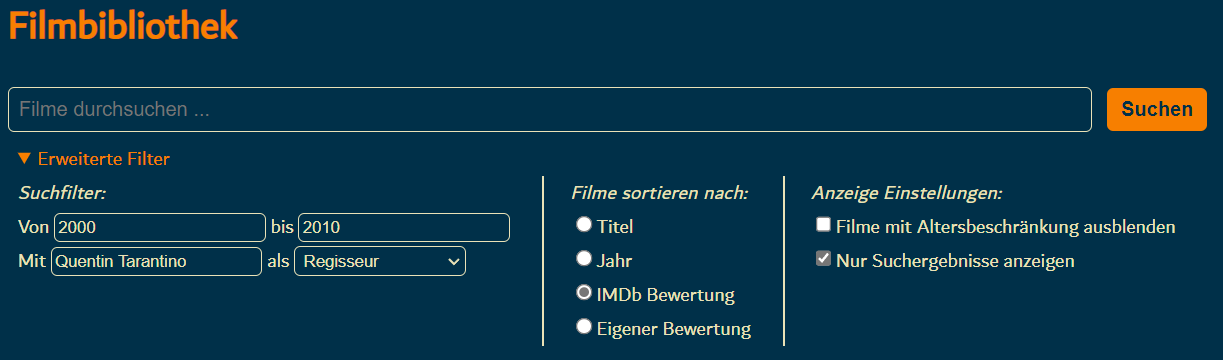 Filmbibliothek
Filme durchsuchen ...
Suchen
▼ Erweiterte Filter
Suchfilter:
Von 2000 bis 2010
Mit Quentin Tarantino als Regisseur
Filme sortieren nach:
Titel
Jahr
IMDb Bewertung
Eigener Bewertung
Anzeige Einstellungen:
Filme mit Altersbeschränkung ausblenden
Nur Suchergebnisse anzeigen